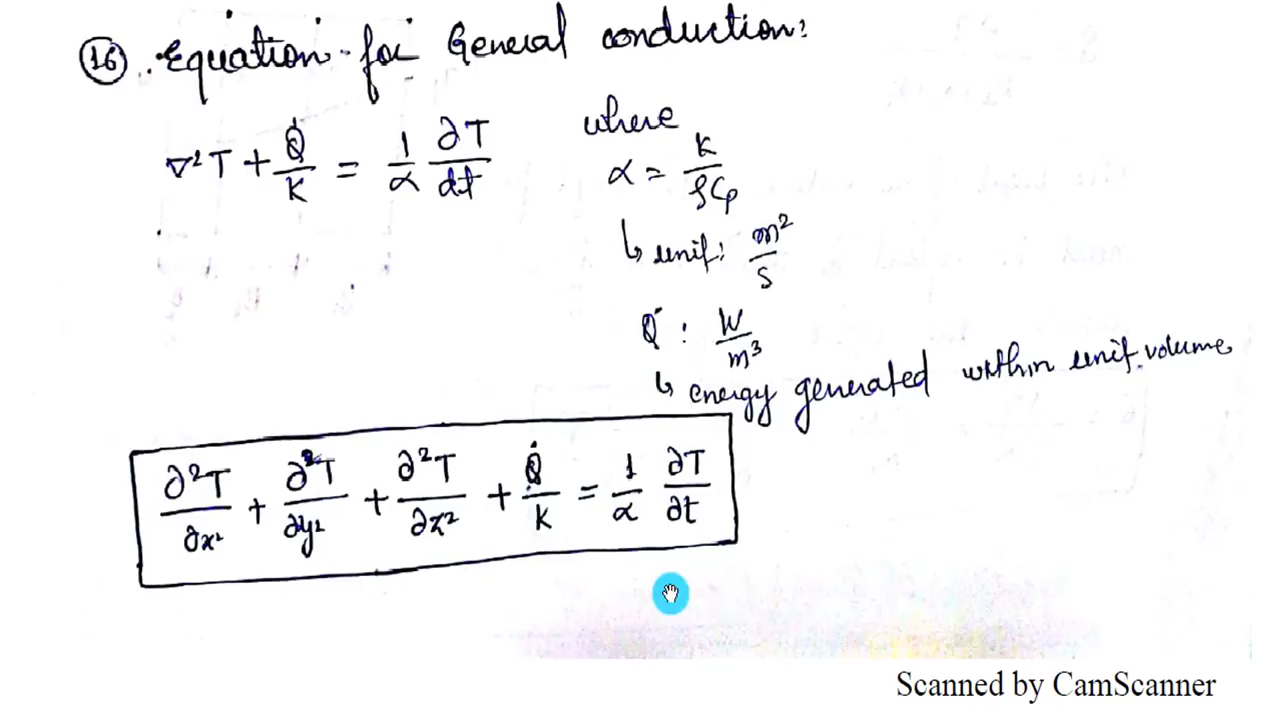 (16) Equation for General conduction:
∇²T + Q̇/K = 1/α ∂T/dt
where
α = K/ρCp
↳ unit: m²/s
Q̇ : W/m³
↳ energy generated within unit volume
∂²T/∂x² + ∂²T/∂y² + ∂²T/∂z² + Q̇/K = 1/α ∂T/∂t
Scanned by CamScanner